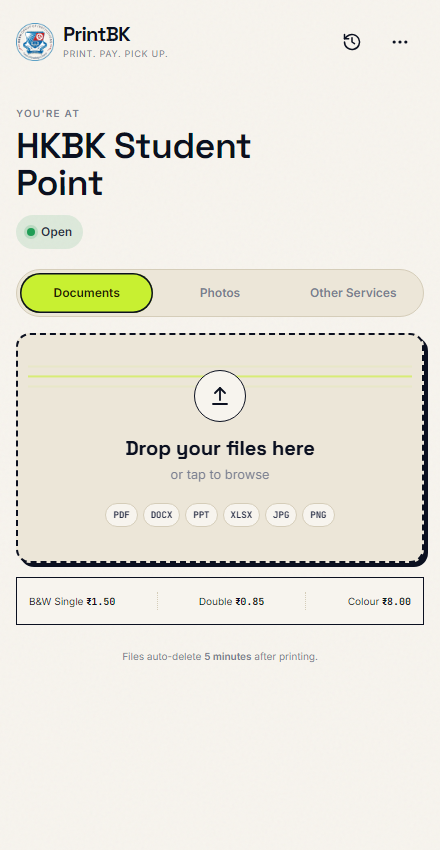 PrintBK
PRINT. PAY. PICK UP.
YOU'RE AT
HKBK Student
Point
Open
Documents
Photos
Other Services
Drop your files here
or tap to browse
PDF
DOCX
PPT
XLSX
JPG
PNG
B&W Single ₹1.50
Double ₹0.85
Colour ₹8.00
Files auto-delete 5 minutes after printing.